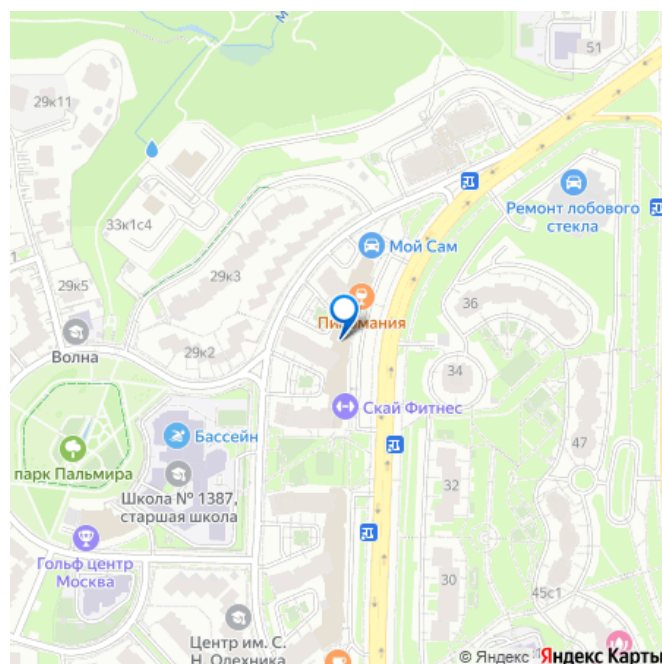 51
29к11
Ремонт лобового
стекла
33к1с4
Мой Сам
29к3
29к5
36
Волна
29к2
34
Скай Фитнес
Бассейн
47
парк Пальмира
Школа № 1387,
старшая школа
32
Гольф центр
Москва
30
45с1
Центр им. С.
Н. Олехника
© Яндекс Яндекс Карты